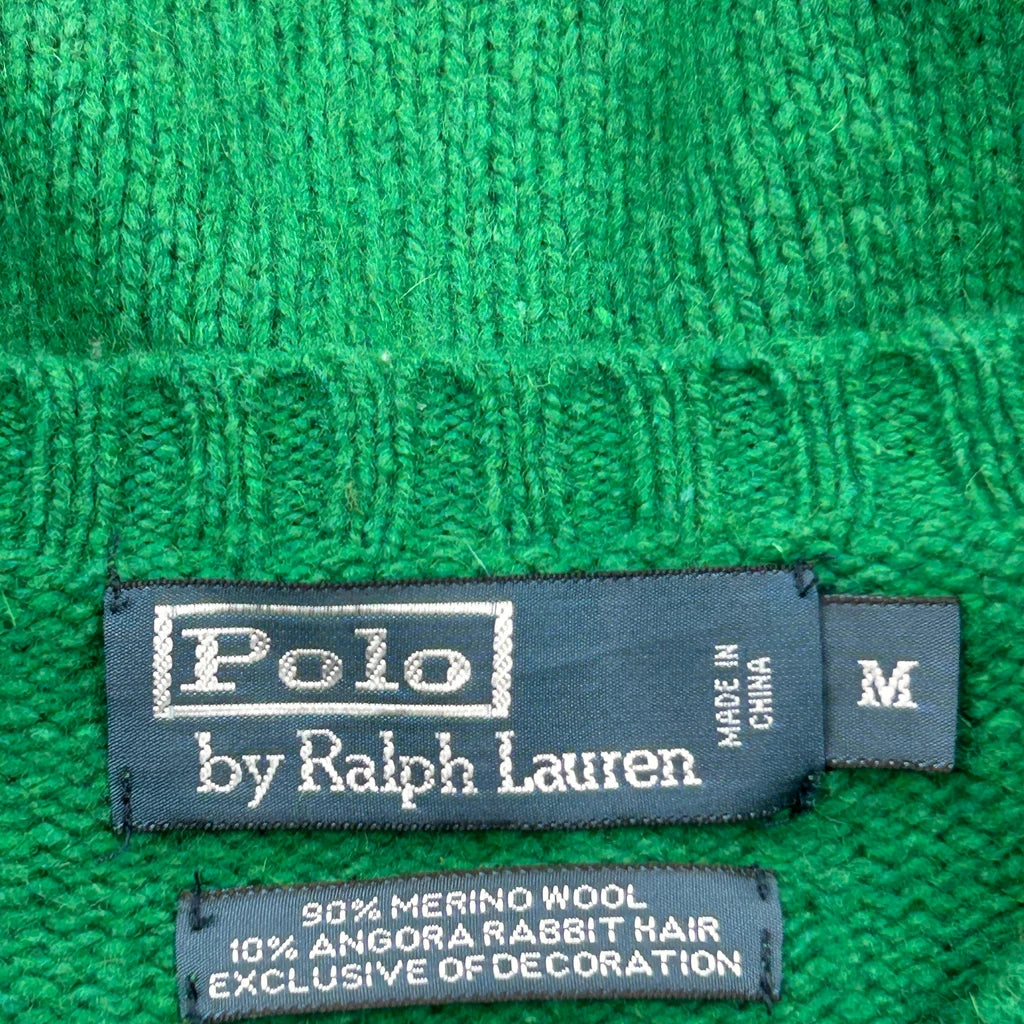 Polo
by Ralph Lauren
MADE IN
CHINA
M
90% MERINO WOOL
10% ANGORA RABBIT HAIR
EXCLUSIVE OF DECORATION